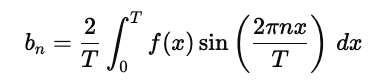 $b_n = \frac{2}{T} \int_0^T f(x) \sin\left(\frac{2\pi n x}{T}\right) dx$